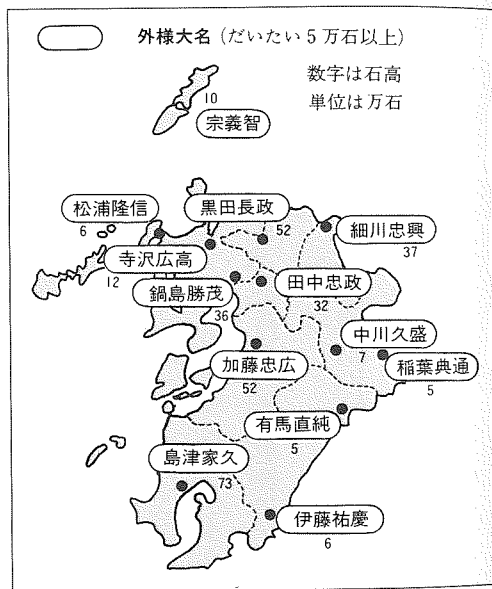 外様大名 (だいたい5万石以上)
数字は石高
単位は万石
10
宗義智
松浦隆信
6
黒田長政
52
細川忠興
37
寺沢広高
12
鍋島勝茂
36
田中忠政
32
中川久盛
7
稲葉典通
5
加藤忠広
52
有馬直純
5
島津家久
73
伊藤祐慶
6